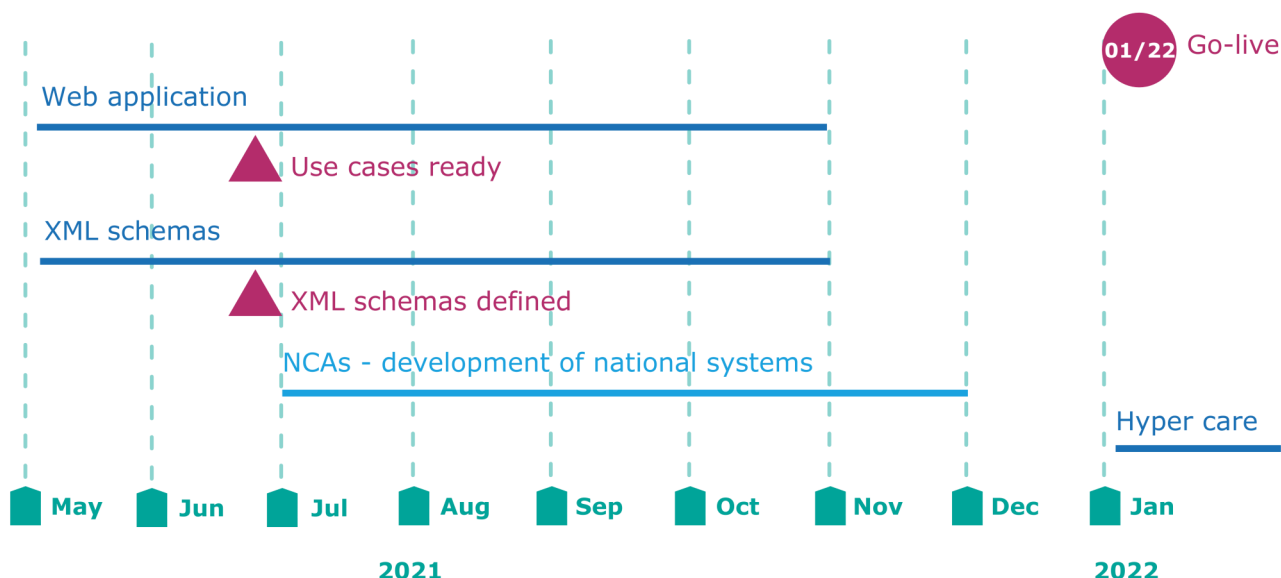 01/22 Go-live
Web application
Use cases ready
XML schemas
XML schemas defined
NCAs - development of national systems
Hyper care
May Jun Jul Aug Sep Oct Nov Dec Jan
2021 2022